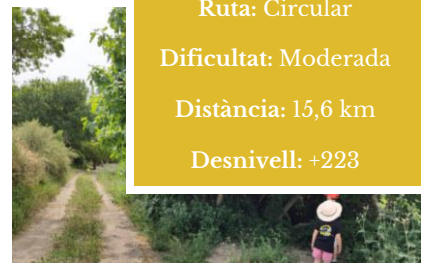 Ruta: Circular
Dificultat: Moderada
Distància: 15,6 km
Desnivell: +223